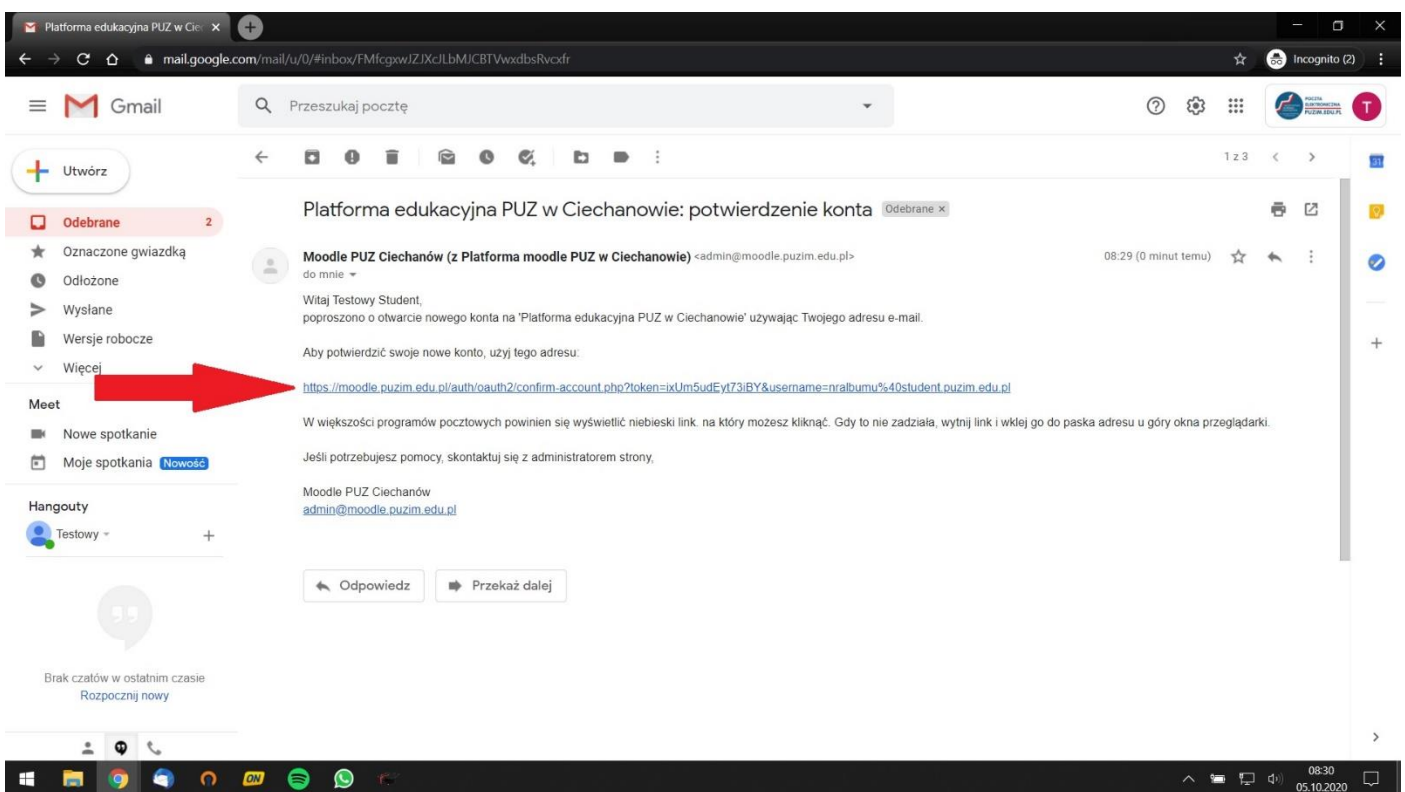 Platforma edukacyjna PUZ w Cie
mail.google.com/mail/u/0/#inbox/FMfcgxwJZJXcJLbMJCBTVwxdbsRvcxfr
Incognito (2)
Gmail
Przeszukaj pocztę
POCZTA
ELEKTRONICZNA
PUZIM.EDU.PL
T
Utwórz
1 z 3
31
Odebrane 2
Oznaczone gwiazdką
Odłożone
Wysłane
Wersje robocze
Więcej
Meet
Nowe spotkanie
Moje spotkania Nowość
Hangouty
Testowy
Brak czatów w ostatnim czasie
Rozpocznij nowy
Platforma edukacyjna PUZ w Ciechanowie: potwierdzenie konta Odebrane ×
Moodle PUZ Ciechanów (z Platforma moodle PUZ w Ciechanowie) <admin@moodle.puzim.edu.pl> 08:29 (0 minut temu)
do mnie
Witaj Testowy Student,
poproszono o otwarcie nowego konta na 'Platforma edukacyjna PUZ w Ciechanowie' używając Twojego adresu e-mail.
Aby potwierdzić swoje nowe konto, użyj tego adresu:
https://moodle.puzim.edu.pl/auth/oauth2/confirm-account.php?token=ixUm5udEyt73iBY&username=nralbumu%40student.puzim.edu.pl
W większości programów pocztowych powinien się wyświetlić niebieski link. na który możesz kliknąć. Gdy to nie zadziała, wytnij link i wklej go do paska adresu u góry okna przeglądarki.
Jeśli potrzebujesz pomocy, skontaktuj się z administratorem strony,
Moodle PUZ Ciechanów
admin@moodle.puzim.edu.pl
Odpowiedz
Przekaż dalej
ON
08:30
05.10.2020